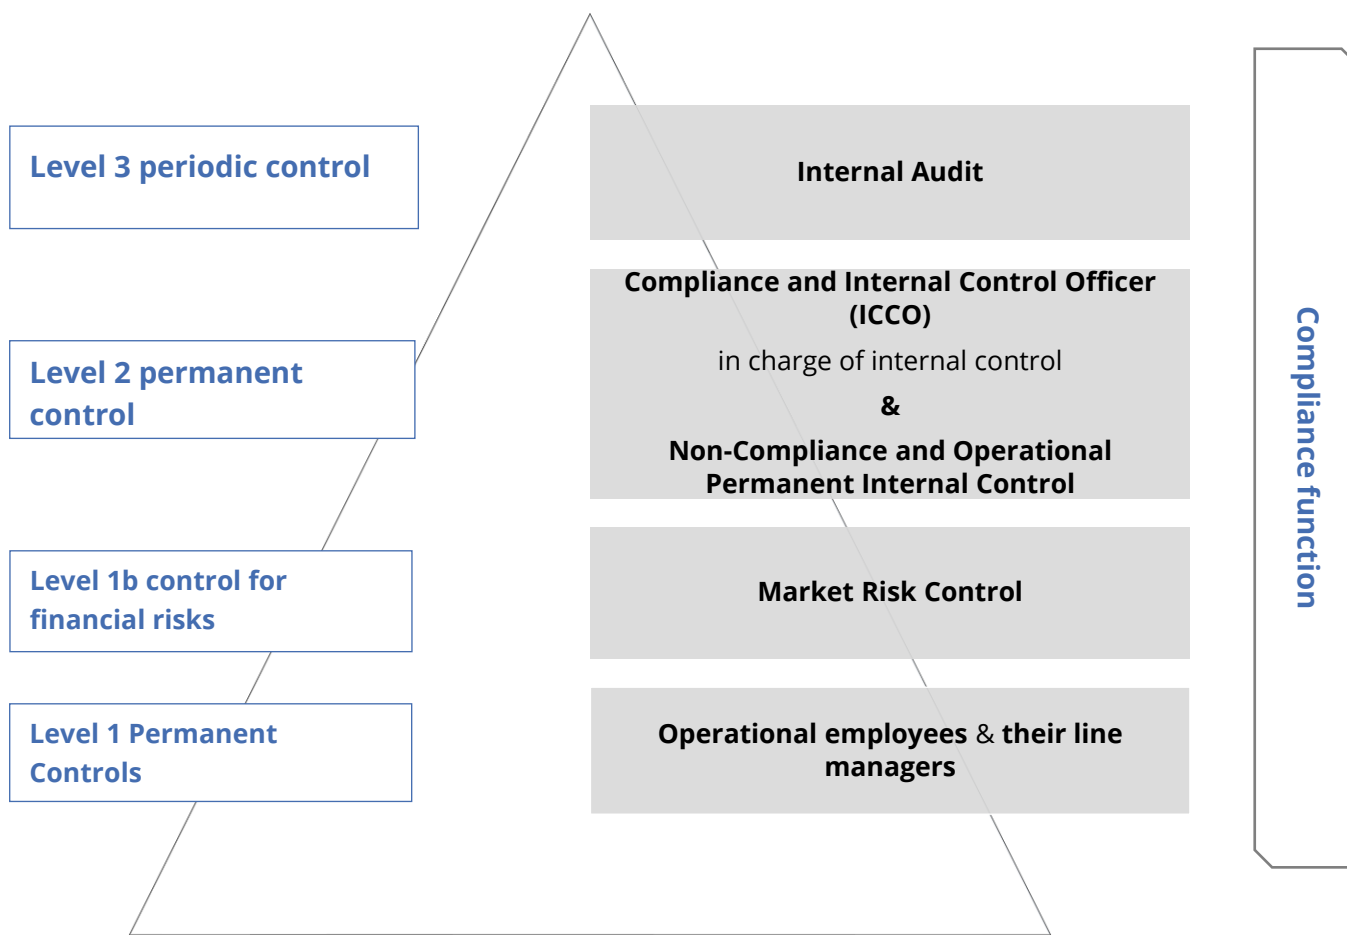 Level 3 periodic control
Internal Audit
Level 2 permanent
control
Compliance and Internal Control Officer
(ICCO)
in charge of internal control
&
Non-Compliance and Operational
Permanent Internal Control
Level 1b control for
financial risks
Market Risk Control
Level 1 Permanent
Controls
Operational employees & their line
managers
Compliance function